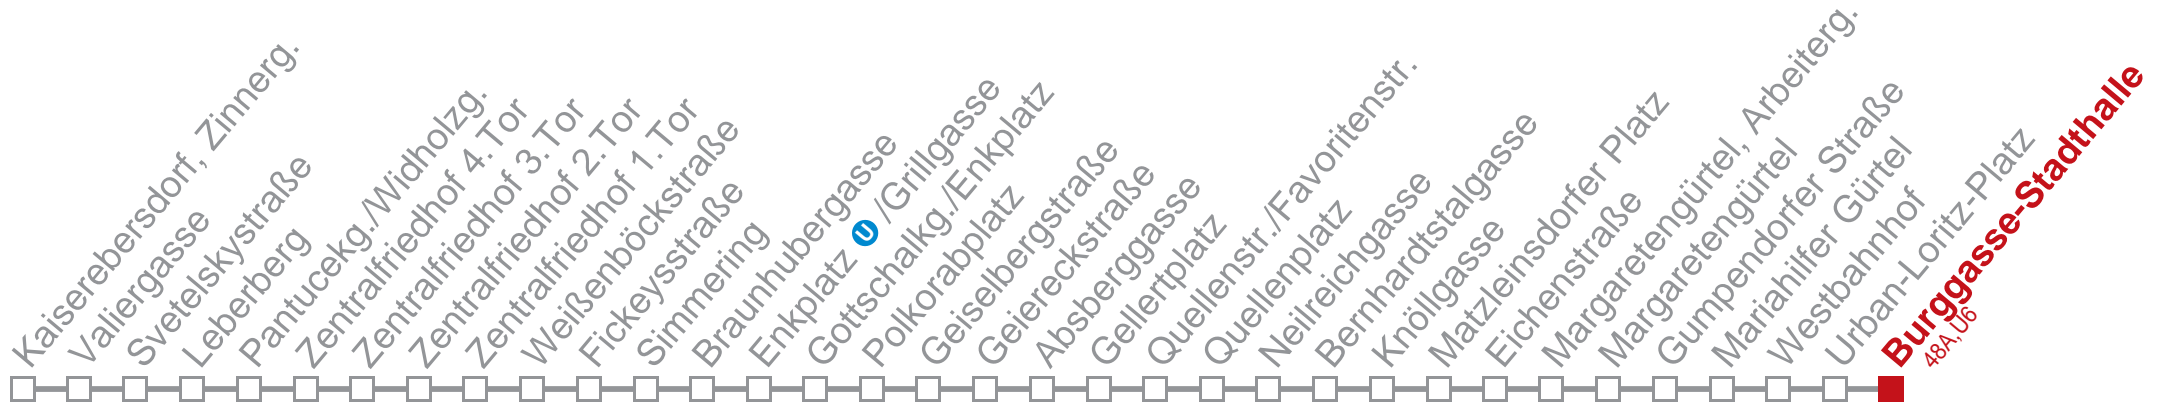 Kaiserebersdorf, Zinnerg.
Valiergasse
Svetelskystraße
Leberberg
Pantucekg./Widholzg.
Zentralfriedhof 4.Tor
Zentralfriedhof 3.Tor
Zentralfriedhof 2.Tor
Zentralfriedhof 1.Tor
Weißenböckstraße
Fickeysstraße
Simmering
Braunhubergasse
Enkplatz U /Grillgasse
Gottschalkg./Enkplatz
Polkorabplatz
Geiselbergstraße
Geiereckstraße
Absberggasse
Gellertplatz
Quellenstr./Favoritenstr.
Quellenplatz
Neilreichgasse
Bernhardtstalgasse
Knöllgasse
Matzleinsdorfer Platz
Eichenstraße
Margaretengürtel, Arbeiterg.
Margaretengürtel
Gumpendorfer Straße
Mariahilfer Gürtel
Westbahnhof
Urban-Loritz-Platz
Burggasse-Stadthalle
48A,U6